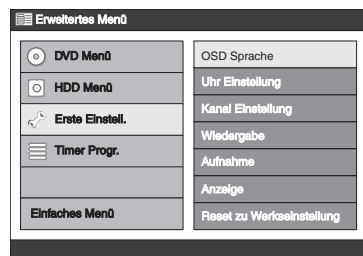 Erweitertes Menü
DVD Menü
HDD Menü
Erste Einstell.
Timer Progr.
Einfaches Menü
OSD Sprache
Uhr Einstellung
Kanal Einstellung
Wiedergabe
Aufnahme
Anzeige
Reset zu Werkseinstellung